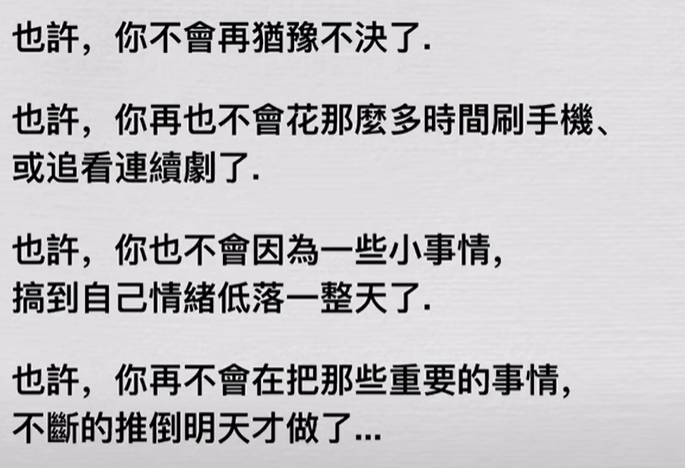 也許，你不會再猶豫不決了.
也許，你再也不會花那麼多時間刷手機、
或追看連續劇了.
也許，你也不會因為一些小事情，
搞到自己情緒低落一整天了.
也許，你再不會在把那些重要的事情，
不斷的推倒明天才做了...